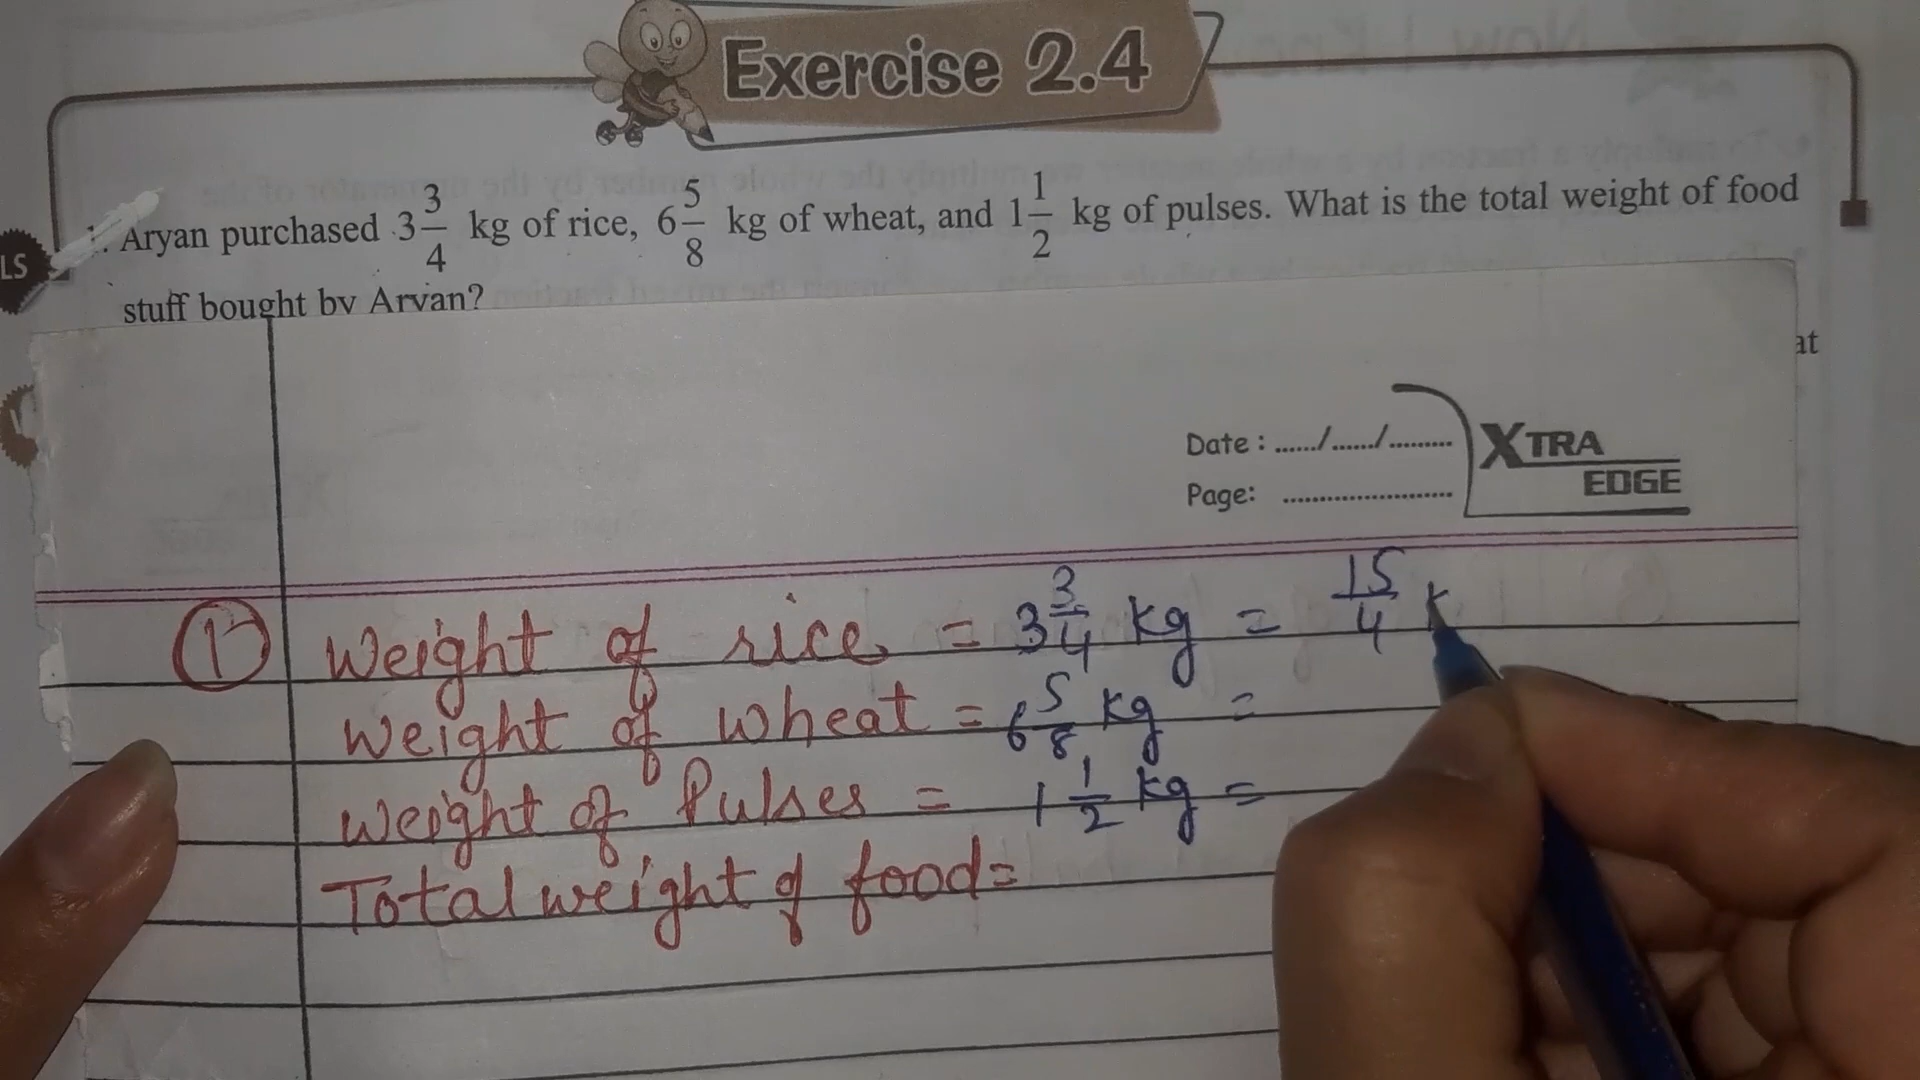 Exercise 2.4
1. Aryan purchased 3 3/4 kg of rice, 6 5/8 kg of wheat, and 1 1/2 kg of pulses. What is the total weight of food
LS
stuff bought by Aryan?
at
Date : ....../....../.........
XTRA
EDGE
Page: ........................
1 Weight of rice = 3 3/4 kg = 15/4 k
Weight of wheat = 6 5/8 kg =
Weight of Pulses = 1 1/2 kg =
Total weight of food =